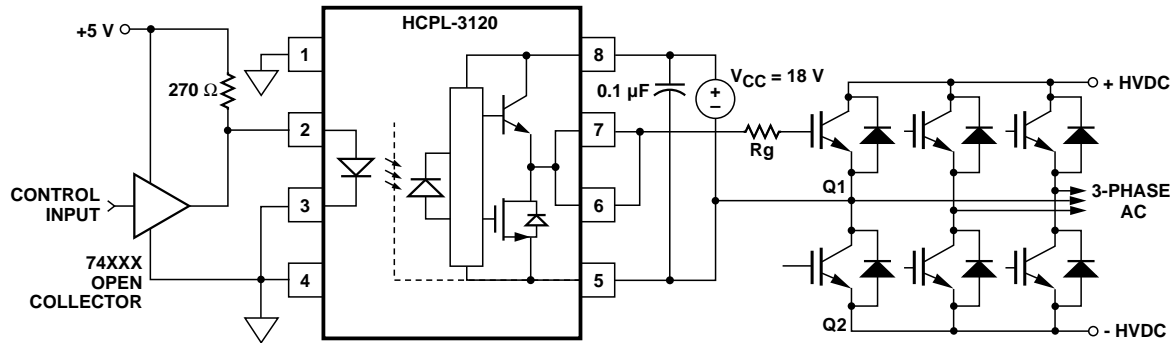 HCPL-3120
+5 V
270 Ω
CONTROL
INPUT
74XXX
OPEN
COLLECTOR
1
2
3
4
8
7
6
5
0.1 µF
VCC = 18 V
+
–
Rg
Q1
Q2
+ HVDC
3-PHASE
AC
- HVDC